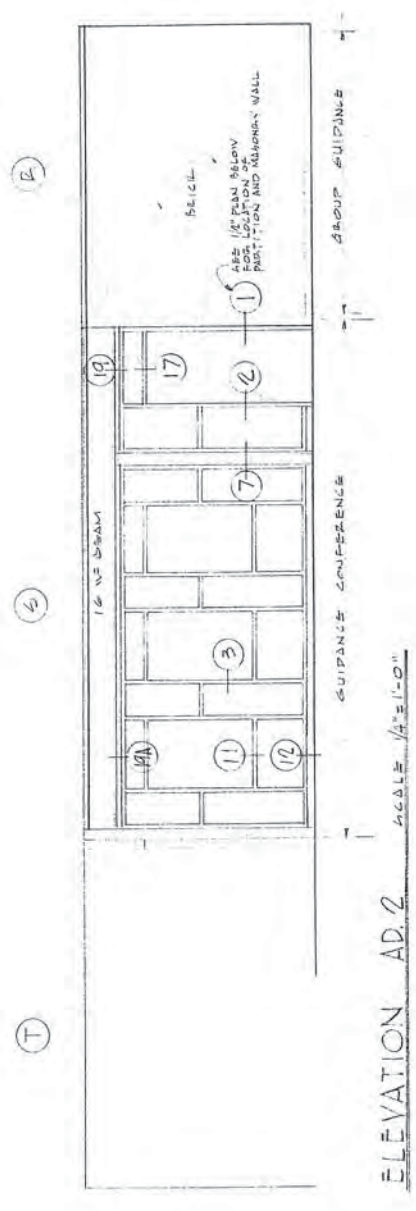 T
S
R
16 WF BEAM
19
17
19A
3
11
12
7
2
1
BRICK
SEE 1/2" PLAN BELOW
FOR LOCATION OF
PARTITION AND MASONRY WALL
GUIDANCE CONFERENCE
GROUP GUIDANCE
ELEVATION AD.2 SCALE 1/4"=1'-0"